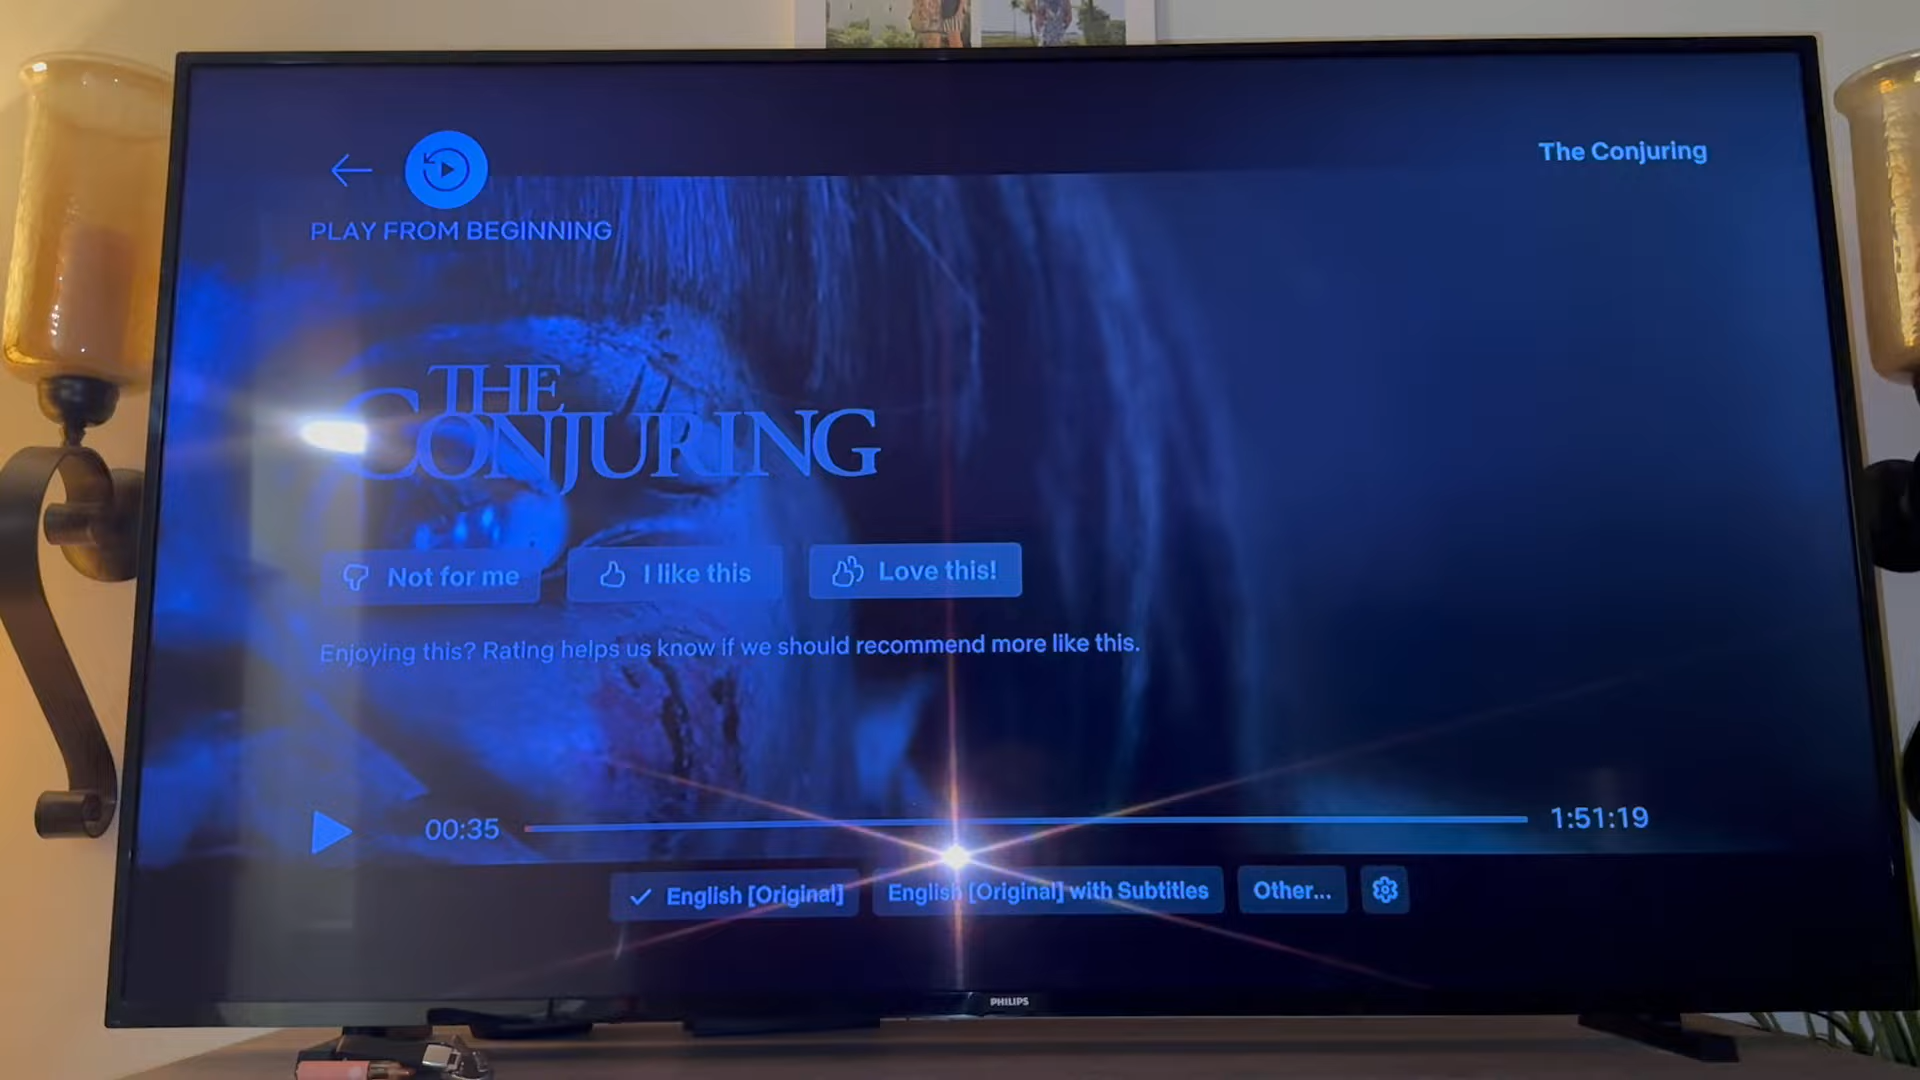 The Conjuring
PLAY FROM BEGINNING
THE
CONJURING
Not for me
I like this
Love this!
Enjoying this? Rating helps us know if we should recommend more like this.
00:35
1:51:19
English [Original]
English [Original] with Subtitles
Other...
PHILIPS